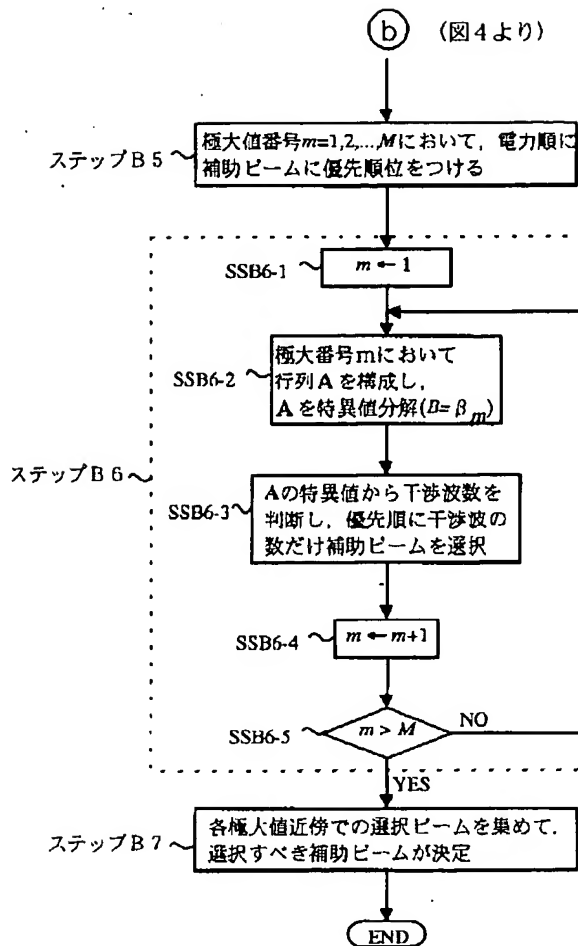 b (図4より)
極大値番号m=1,2,...,Mにおいて,電力順に
補助ビームに優先順位をつける
ステップB5
SSB6-1
m ← 1
極大番号mにおいて
行列Aを構成し,
Aを特異値分解(B=βm)
SSB6-2
ステップB6
Aの特異値から干渉波数を
判断し,優先順に干渉波の
数だけ補助ビームを選択
SSB6-3
SSB6-4
m ← m+1
SSB6-5
m > M
NO
YES
各極大値近傍での選択ビームを集めて,
選択すべき補助ビームが決定
ステップB7
END